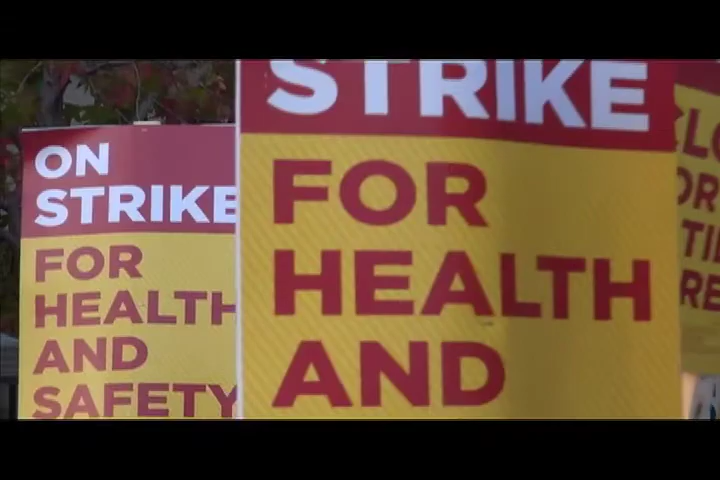 ON
STRIKE
FOR
HEALTH
AND
SAFETY
STRIKE
FOR
HEALTH
AND